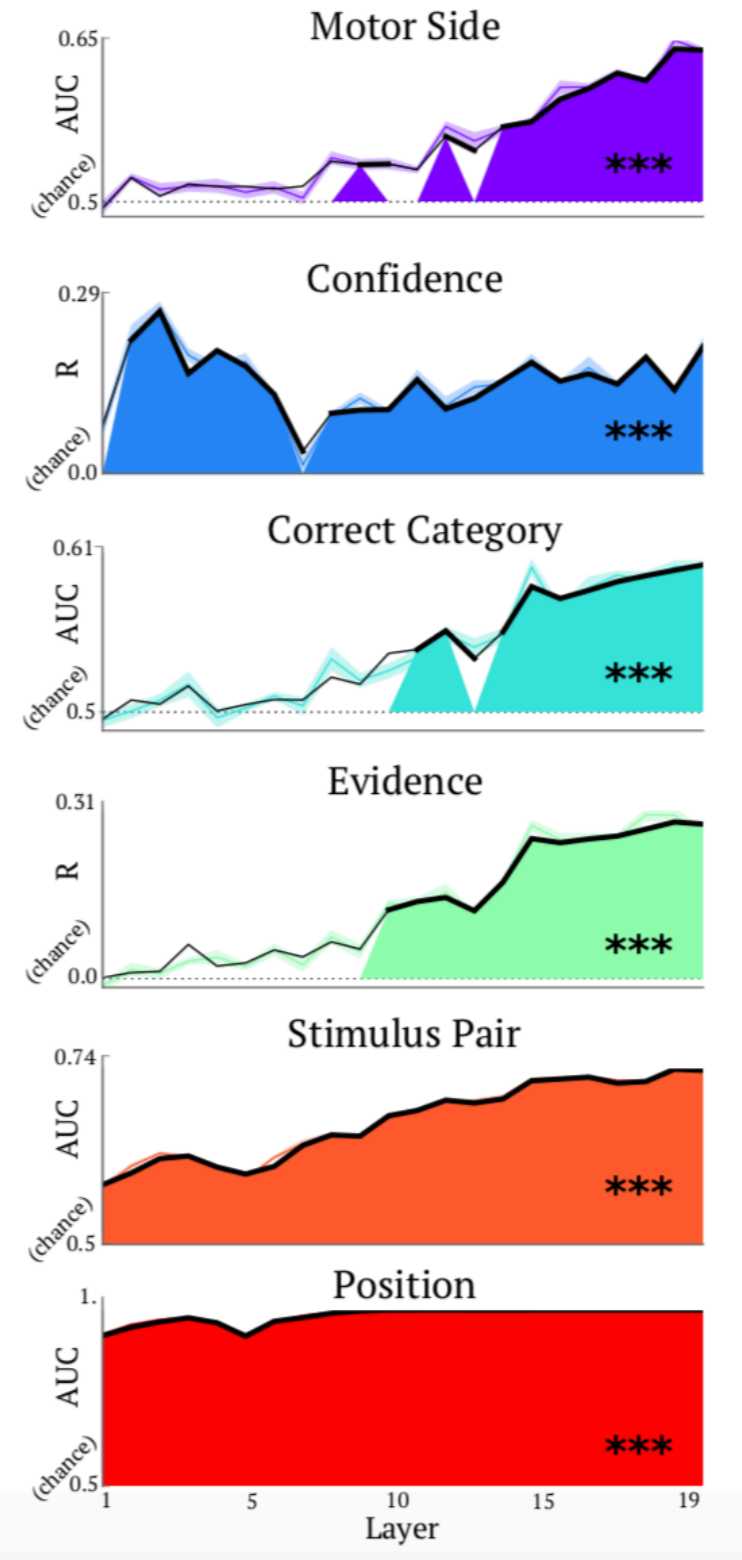 Motor Side
0.65
AUC
(chance)
0.5
***
Confidence
0.29
R
(chance)
0.0
***
Correct Category
0.61
AUC
(chance)
0.5
***
Evidence
0.31
R
(chance)
0.0
***
Stimulus Pair
0.74
AUC
(chance)
0.5
***
Position
1.
AUC
(chance)
0.5
***
1 5 10 15 19
Layer